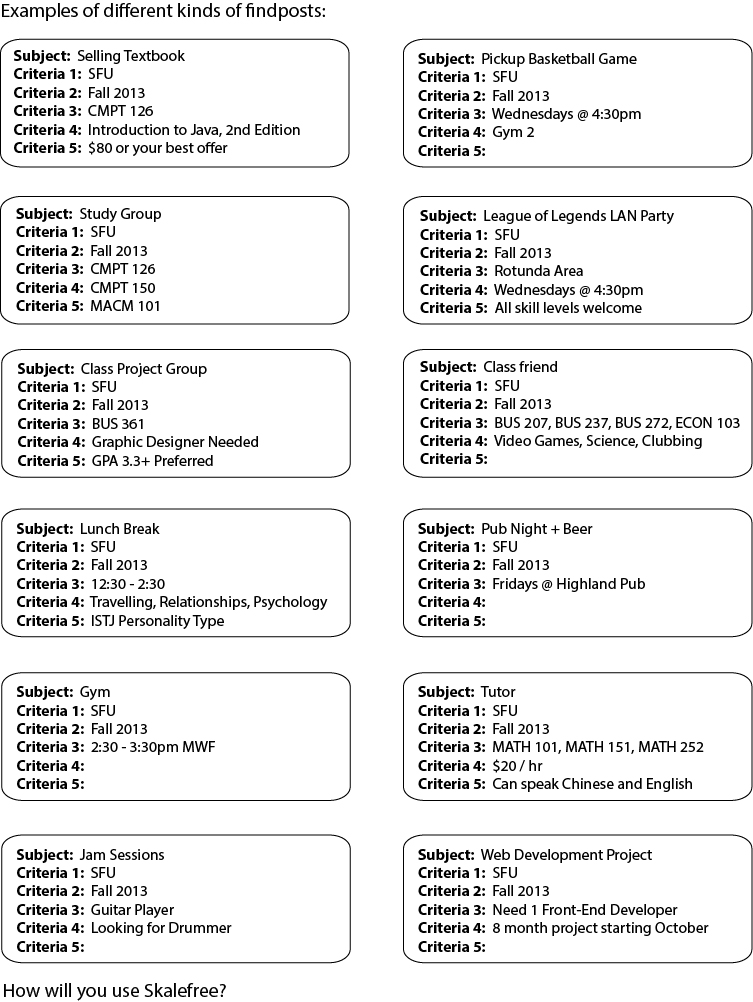 Examples of different kinds of findposts:
Subject: Selling Textbook
Criteria 1: SFU
Criteria 2: Fall 2013
Criteria 3: CMPT 126
Criteria 4: Introduction to Java, 2nd Edition
Criteria 5: $80 or your best offer
Subject: Pickup Basketball Game
Criteria 1: SFU
Criteria 2: Fall 2013
Criteria 3: Wednesdays @ 4:30pm
Criteria 4: Gym 2
Criteria 5:
Subject: Study Group
Criteria 1: SFU
Criteria 2: Fall 2013
Criteria 3: CMPT 126
Criteria 4: CMPT 150
Criteria 5: MACM 101
Subject: League of Legends LAN Party
Criteria 1: SFU
Criteria 2: Fall 2013
Criteria 3: Rotunda Area
Criteria 4: Wednesdays @ 4:30pm
Criteria 5: All skill levels welcome
Subject: Class Project Group
Criteria 1: SFU
Criteria 2: Fall 2013
Criteria 3: BUS 361
Criteria 4: Graphic Designer Needed
Criteria 5: GPA 3.3+ Preferred
Subject: Class friend
Criteria 1: SFU
Criteria 2: Fall 2013
Criteria 3: BUS 207, BUS 237, BUS 272, ECON 103
Criteria 4: Video Games, Science, Clubbing
Criteria 5:
Subject: Lunch Break
Criteria 1: SFU
Criteria 2: Fall 2013
Criteria 3: 12:30 - 2:30
Criteria 4: Travelling, Relationships, Psychology
Criteria 5: ISTJ Personality Type
Subject: Pub Night + Beer
Criteria 1: SFU
Criteria 2: Fall 2013
Criteria 3: Fridays @ Highland Pub
Criteria 4:
Criteria 5:
Subject: Gym
Criteria 1: SFU
Criteria 2: Fall 2013
Criteria 3: 2:30 - 3:30pm MWF
Criteria 4:
Criteria 5:
Subject: Tutor
Criteria 1: SFU
Criteria 2: Fall 2013
Criteria 3: MATH 101, MATH 151, MATH 252
Criteria 4: $20 / hr
Criteria 5: Can speak Chinese and English
Subject: Jam Sessions
Criteria 1: SFU
Criteria 2: Fall 2013
Criteria 3: Guitar Player
Criteria 4: Looking for Drummer
Criteria 5:
Subject: Web Development Project
Criteria 1: SFU
Criteria 2: Fall 2013
Criteria 3: Need 1 Front-End Developer
Criteria 4: 8 month project starting October
Criteria 5:
How will you use Skalefree?